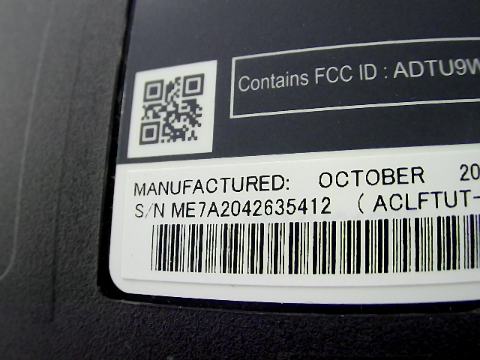 Contains FCC ID : ADTU9W
MANUFACTURED: OCTOBER 20
S/N ME7A2042635412 ( ACLFTUT-